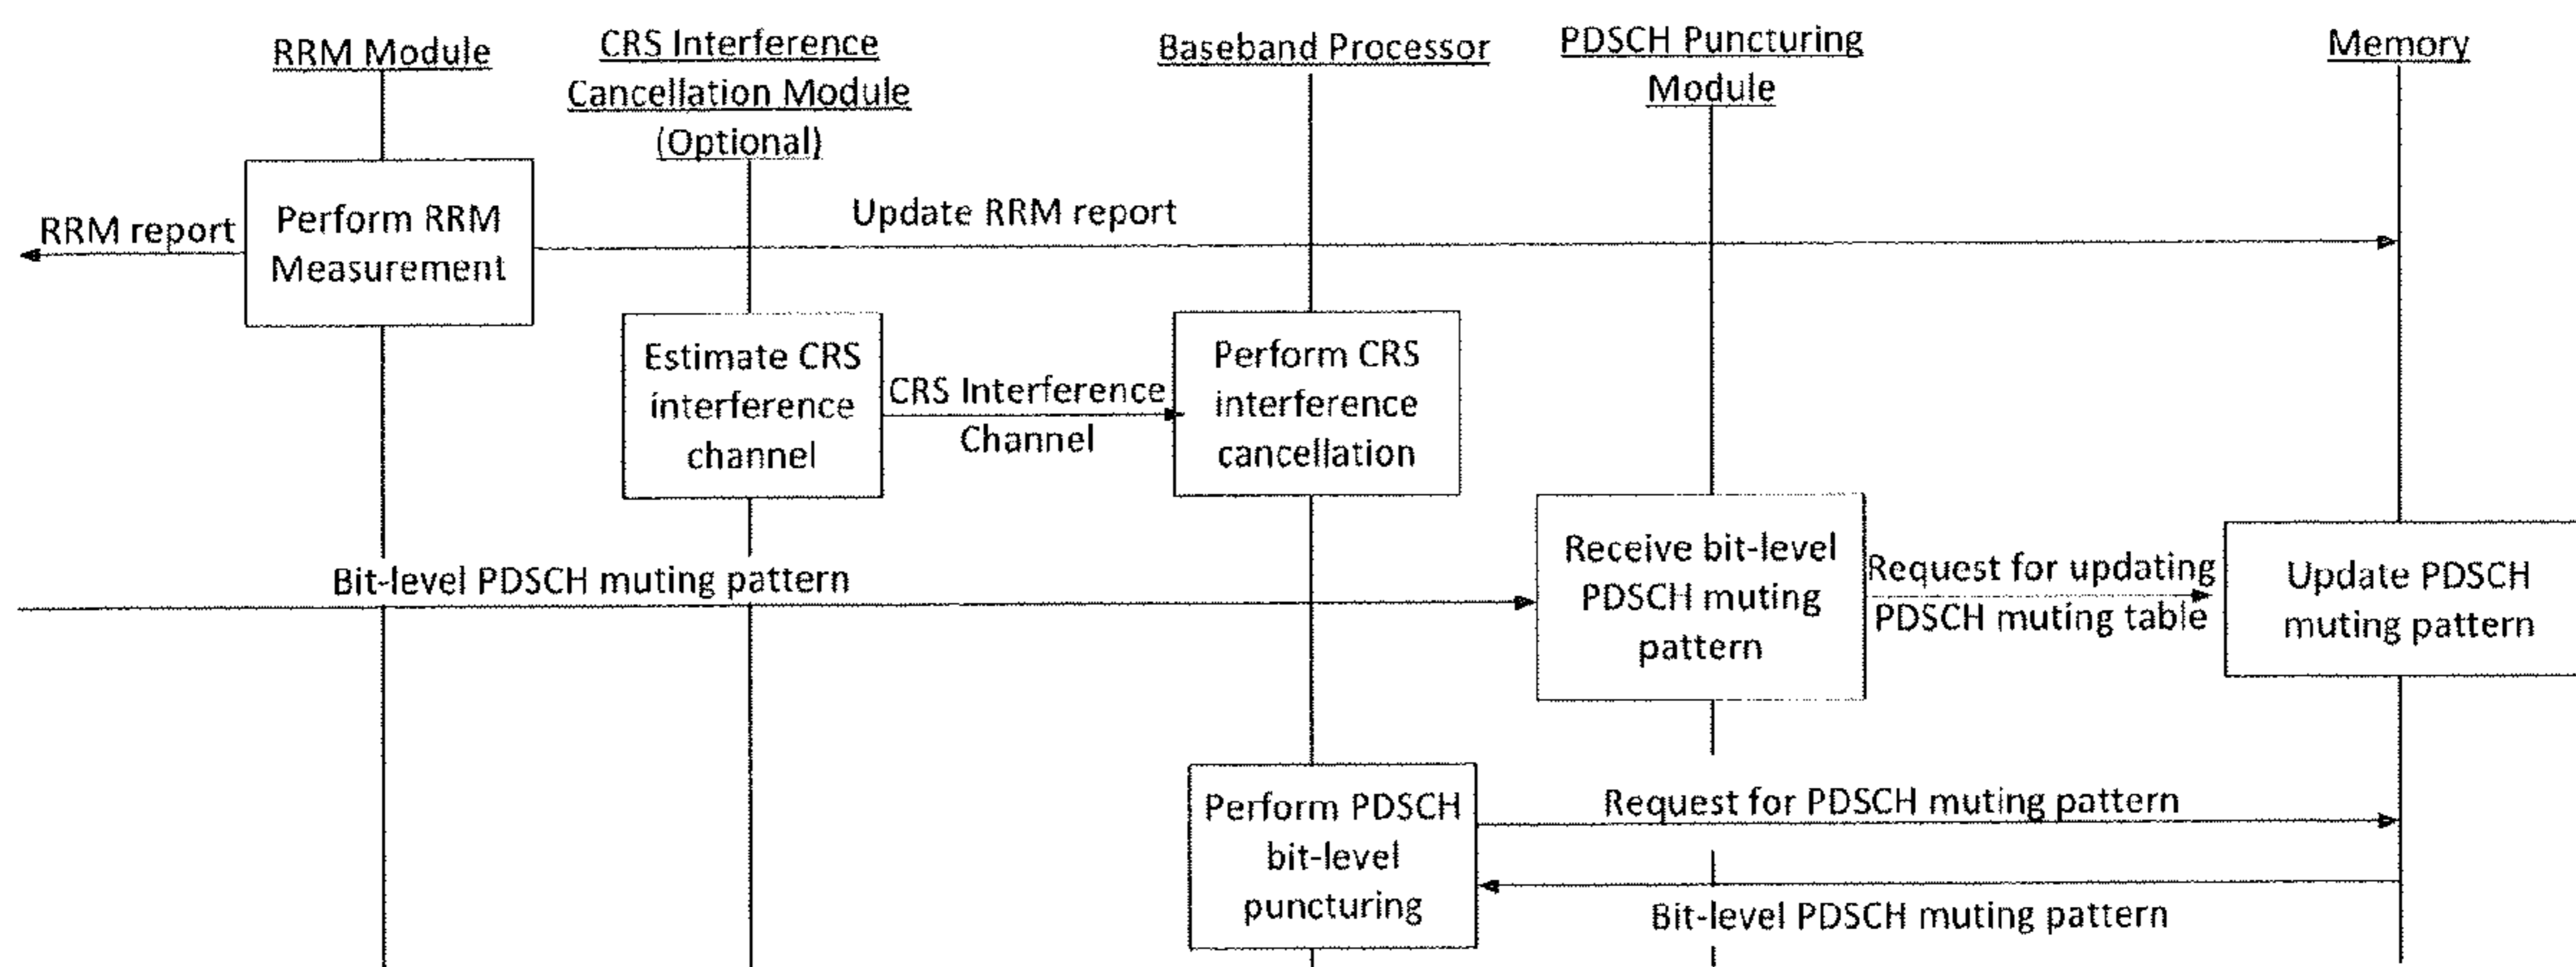 RRM Module
CRS Interference
Cancellation Module
(Optional)
Baseband Processor
PDSCH Puncturing
Module
Memory
RRM report
Perform RRM
Measurement
Update RRM report
Estimate CRS
interference
channel
CRS Interference
Channel
Perform CRS
interference
cancellation
Bit-level PDSCH muting pattern
Receive bit-level
PDSCH muting
pattern
Request for updating
PDSCH muting table
Update PDSCH
muting pattern
Perform PDSCH
bit-level
puncturing
Request for PDSCH muting pattern
Bit-level PDSCH muting pattern